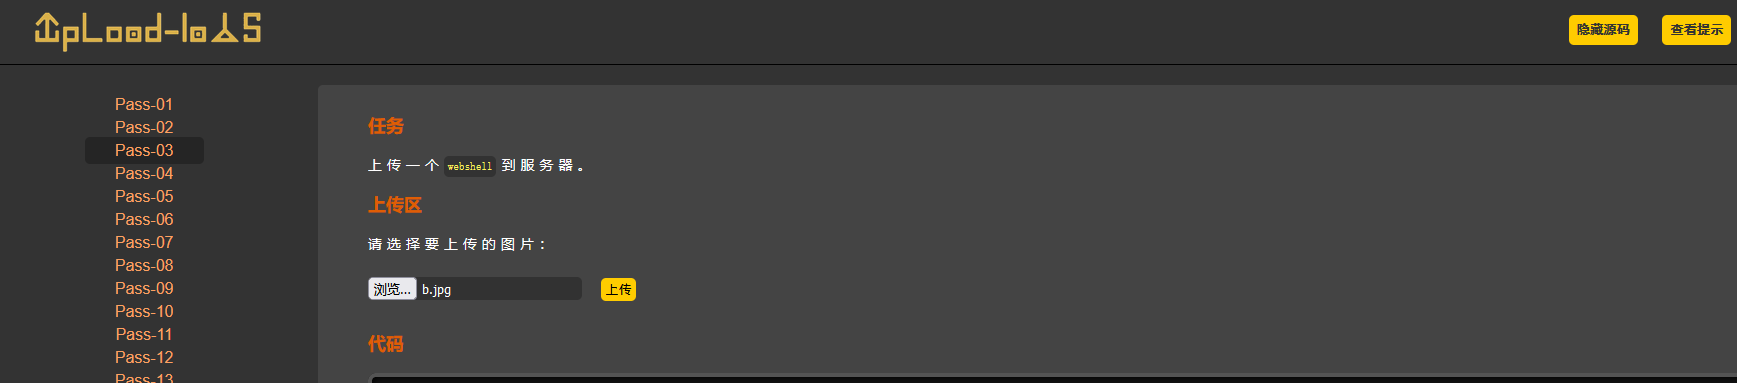 UpLoad-labS
隐藏源码 查看提示
Pass-01
Pass-02
Pass-03
Pass-04
Pass-05
Pass-06
Pass-07
Pass-08
Pass-09
Pass-10
Pass-11
Pass-12
Pass-13
任务
上传一个 webshell 到服务器。
上传区
请选择要上传的图片：
浏览... b.jpg 上传
代码